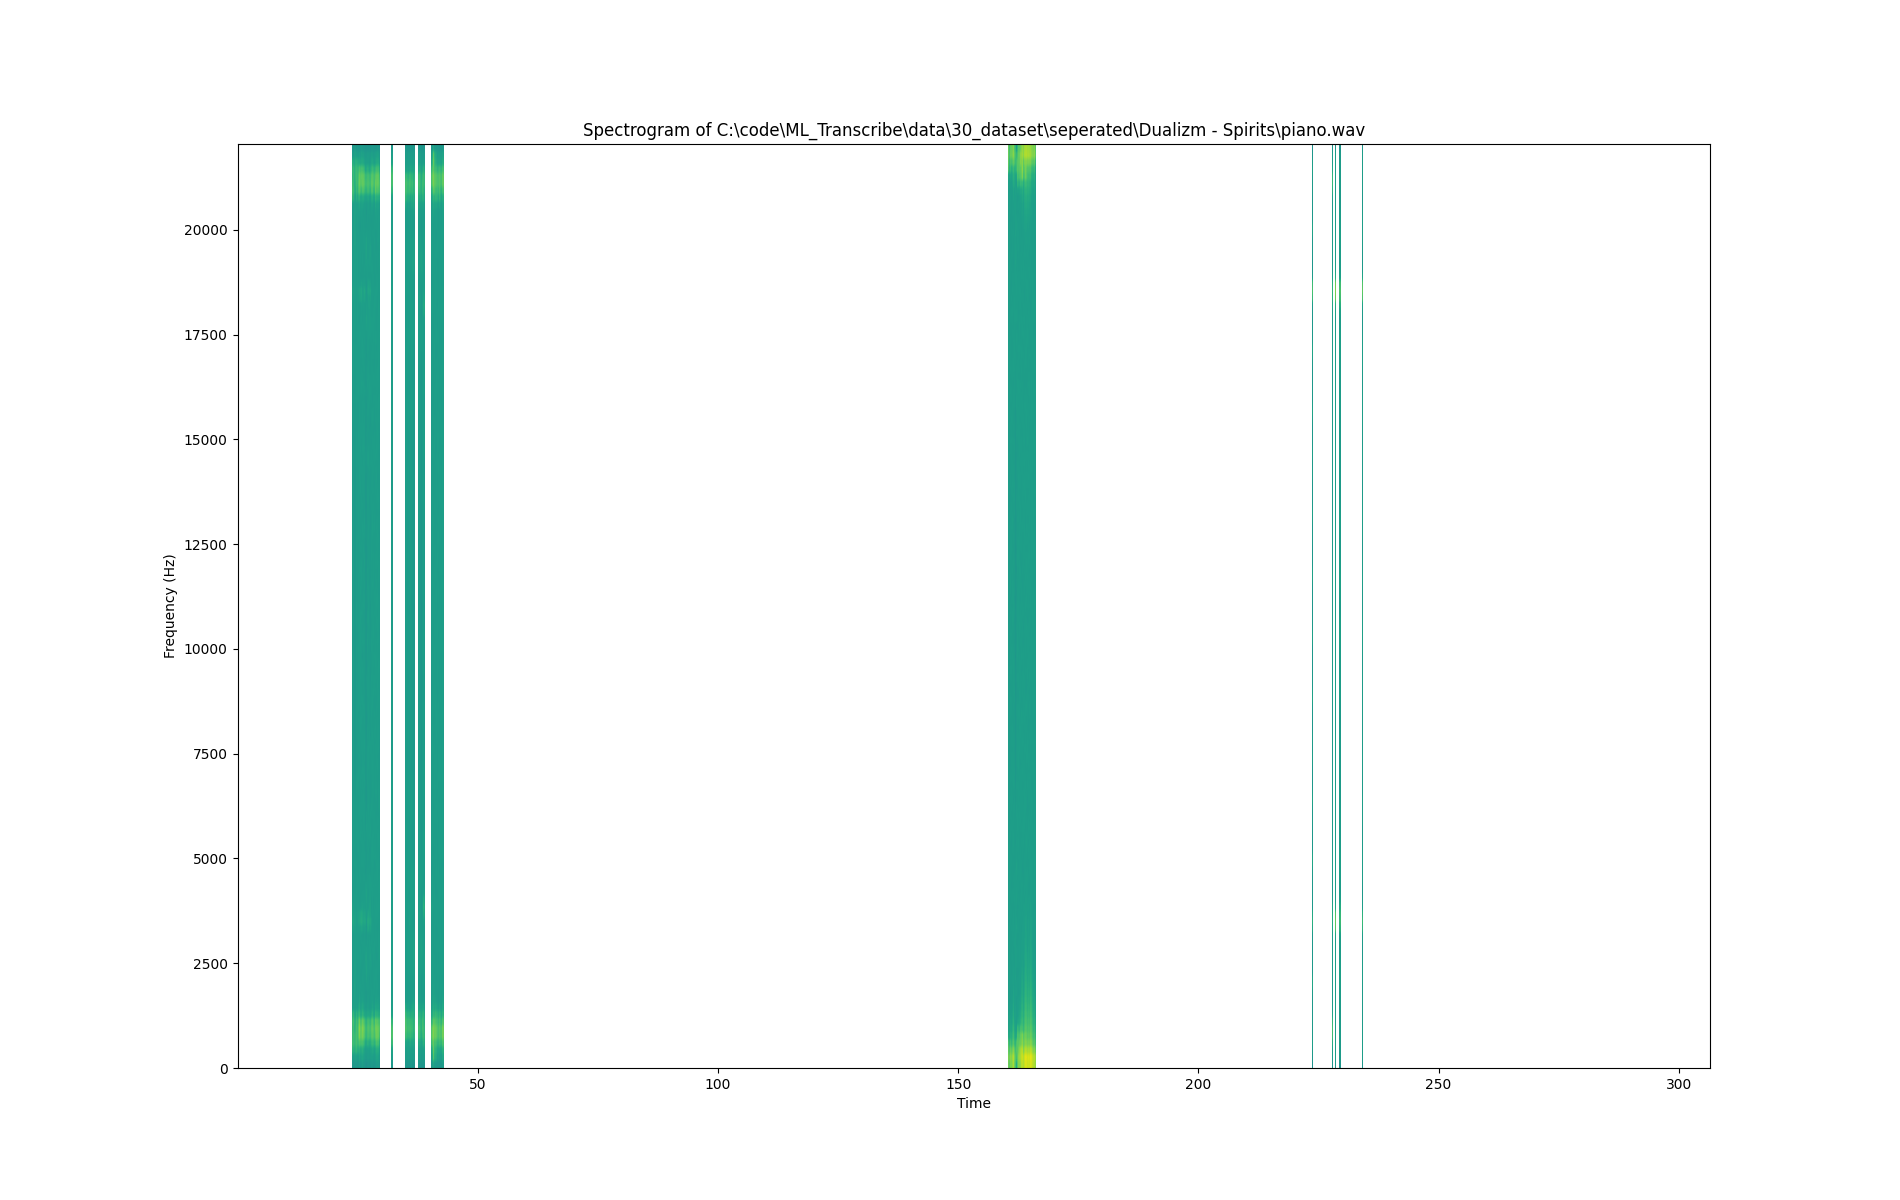 Spectrogram of C:\code\ML_Transcribe\data\30_dataset\seperated\Dualizm - Spirits\piano.wav
Frequency (Hz)
20000
17500
15000
12500
10000
7500
5000
2500
0
50 100 150 200 250 300
Time